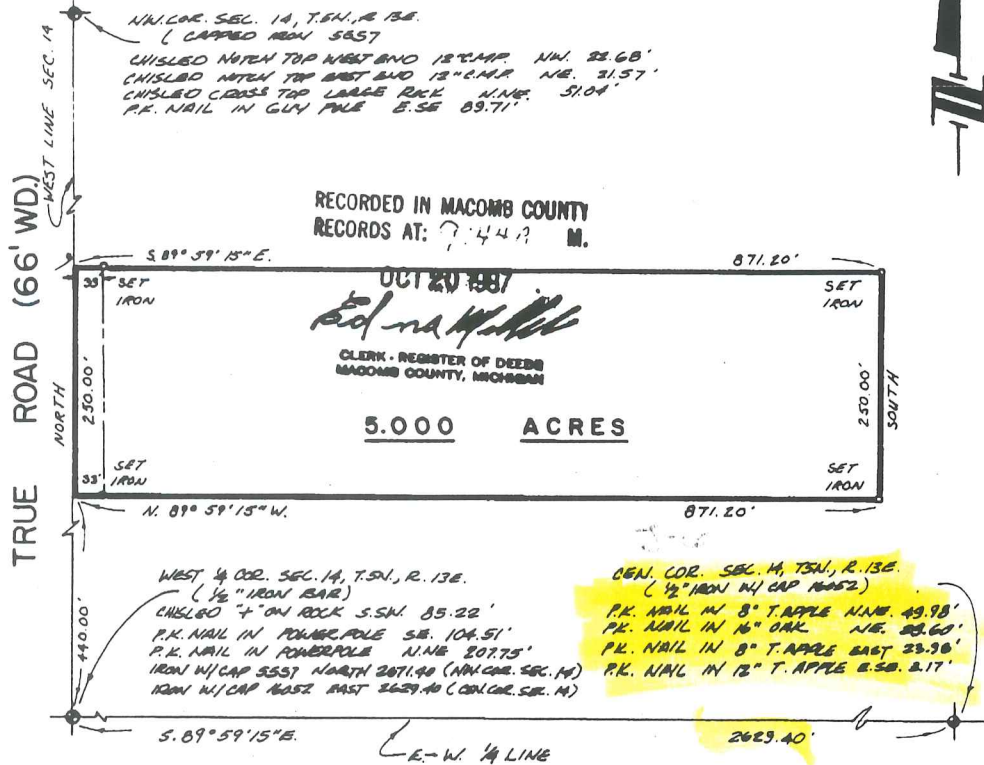 NW. COR. SEC. 14, T.5N., R 13E.
( CAPPED IRON 5557
CHISLED NOTCH TOP WEST END 12" C.M.P. NW. 22.68'
CHISLED NOTCH TOP EAST END 12" C.M.P. NE. 21.57'
CHISLED CROSS TOP LARGE ROCK N.NE. 51.04'
P.K. NAIL IN GUY POLE E.SE 89.71'
WEST LINE SEC. 14
TRUE ROAD (66' WD.)
RECORDED IN MACOMB COUNTY
RECORDS AT: M.
OCT 20 1987
CLERK - REGISTER OF DEEDS
MACOMB COUNTY, MICHIGAN
S. 89° 59' 15" E.
871.20'
33'
SET
IRON
SET
IRON
NORTH
250.00'
5.000 ACRES
250.00'
SOUTH
33'
SET
IRON
SET
IRON
N. 89° 59' 15" W.
871.20'
WEST ¼ COR. SEC. 14, T.5N., R. 13E.
( ½" IRON BAR)
CHISLED "+" ON ROCK S.SW. 85.22'
P.K. NAIL IN POWER POLE SE. 104.51'
P.K. NAIL IN POWERPOLE N.NE 207.75'
IRON W/CAP 5557 NORTH 2671.40 (NW. COR. SEC. 14)
IRON W/CAP 16052 EAST 2629.40 (CEN. COR. SEC. 14)
CEN. COR. SEC. 14, T5N., R. 13E.
( ½" IRON W/ CAP 16052)
P.K. NAIL IN 8" T. APPLE N.NE. 49.98'
P.K. NAIL IN 16" OAK NE.
P.K. NAIL IN 8" T. APPLE EAST 23.98'
P.K. NAIL IN 12" T. APPLE E.SE. 2.17'
440.00'
S. 89° 59' 15" E.
E.-W. ¼ LINE
2629.40'